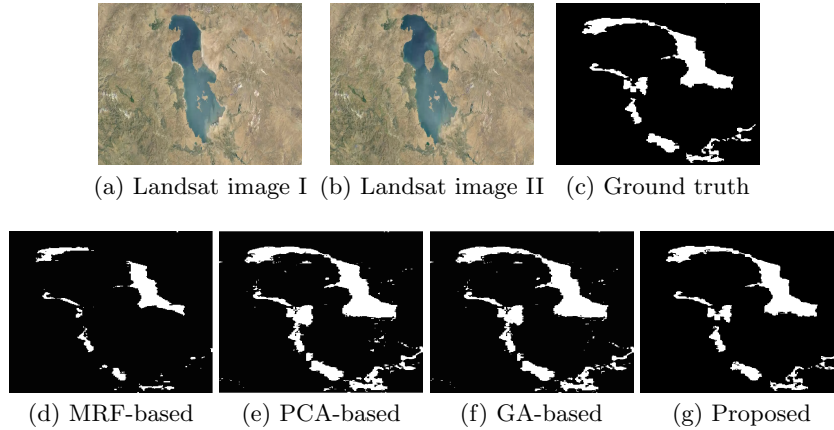 (a) Landsat image I
(b) Landsat image II
(c) Ground truth
(d) MRF-based
(e) PCA-based
(f) GA-based
(g) Proposed